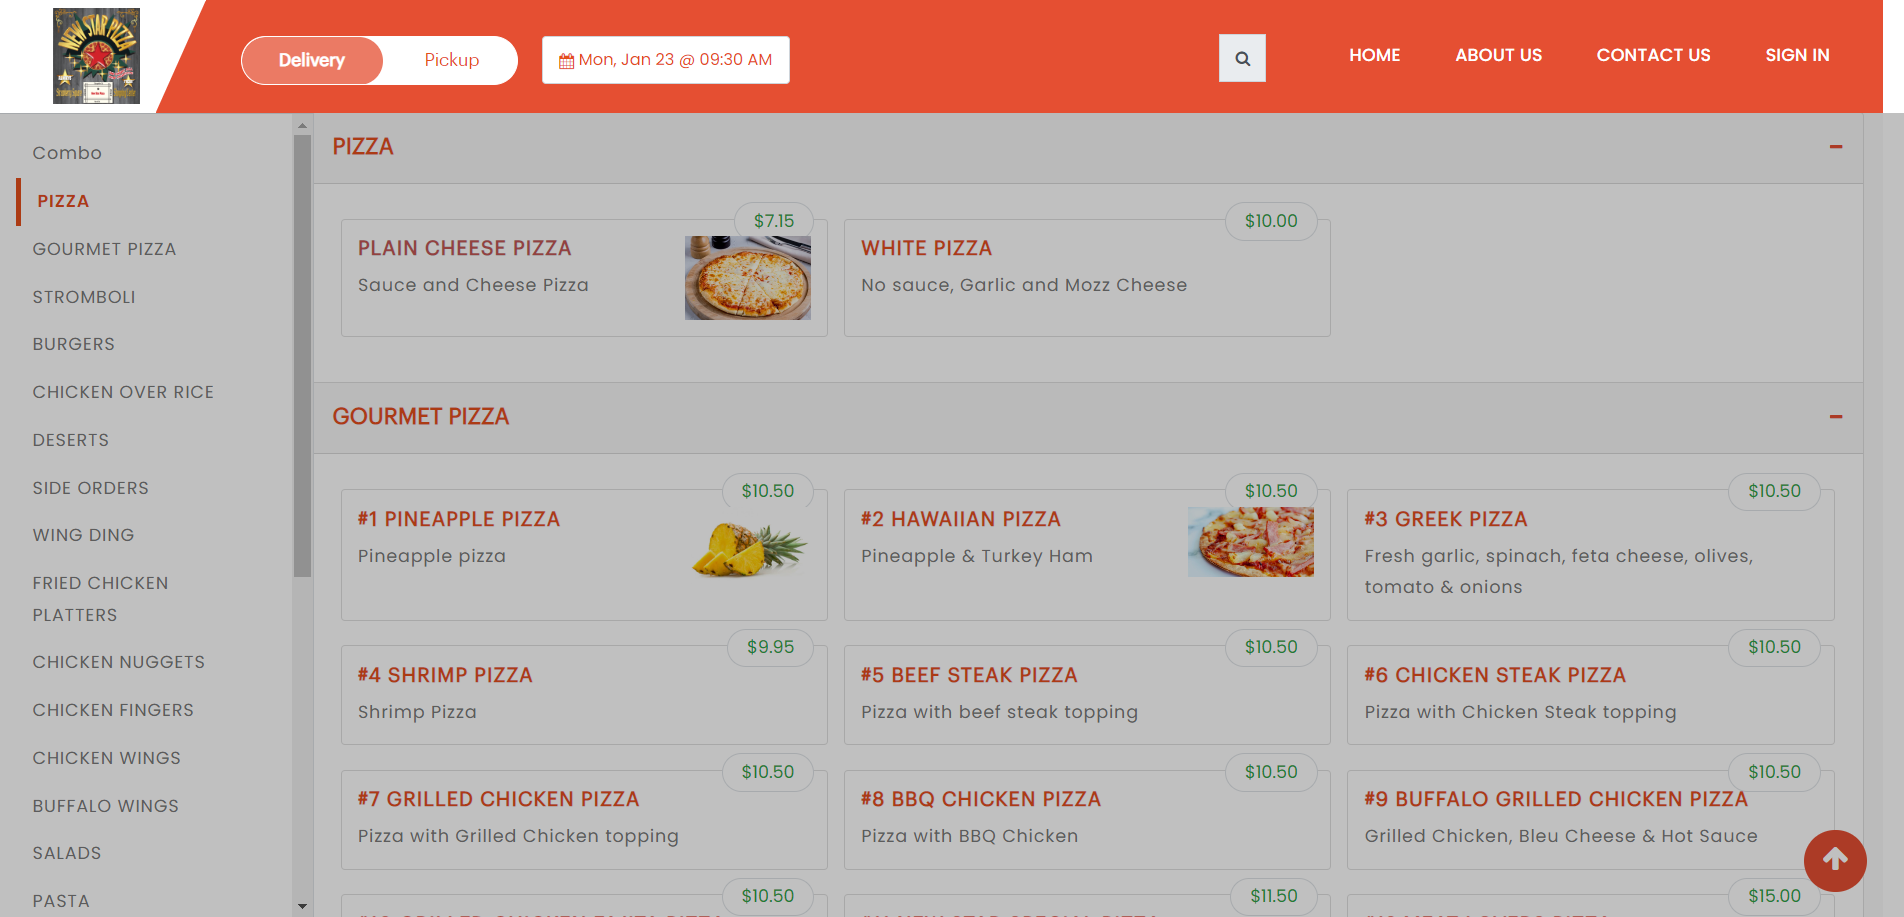 NEW STAR PIZZA
Delivery
Pickup
Mon, Jan 23 @ 09:30 AM
HOME
ABOUT US
CONTACT US
SIGN IN
Combo
PIZZA
GOURMET PIZZA
STROMBOLI
BURGERS
CHICKEN OVER RICE
DESERTS
SIDE ORDERS
WING DING
FRIED CHICKEN
PLATTERS
CHICKEN NUGGETS
CHICKEN FINGERS
CHICKEN WINGS
BUFFALO WINGS
SALADS
PASTA
PIZZA
$7.15
PLAIN CHEESE PIZZA
Sauce and Cheese Pizza
$10.00
WHITE PIZZA
No sauce, Garlic and Mozz Cheese
GOURMET PIZZA
$10.50
#1 PINEAPPLE PIZZA
Pineapple pizza
$10.50
#2 HAWAIIAN PIZZA
Pineapple & Turkey Ham
$10.50
#3 GREEK PIZZA
Fresh garlic, spinach, feta cheese, olives,
tomato & onions
$9.95
#4 SHRIMP PIZZA
Shrimp Pizza
$10.50
#5 BEEF STEAK PIZZA
Pizza with beef steak topping
$10.50
#6 CHICKEN STEAK PIZZA
Pizza with Chicken Steak topping
$10.50
#7 GRILLED CHICKEN PIZZA
Pizza with Grilled Chicken topping
$10.50
#8 BBQ CHICKEN PIZZA
Pizza with BBQ Chicken
$10.50
#9 BUFFALO GRILLED CHICKEN PIZZA
Grilled Chicken, Bleu Cheese & Hot Sauce
$10.50
$11.50
$15.00